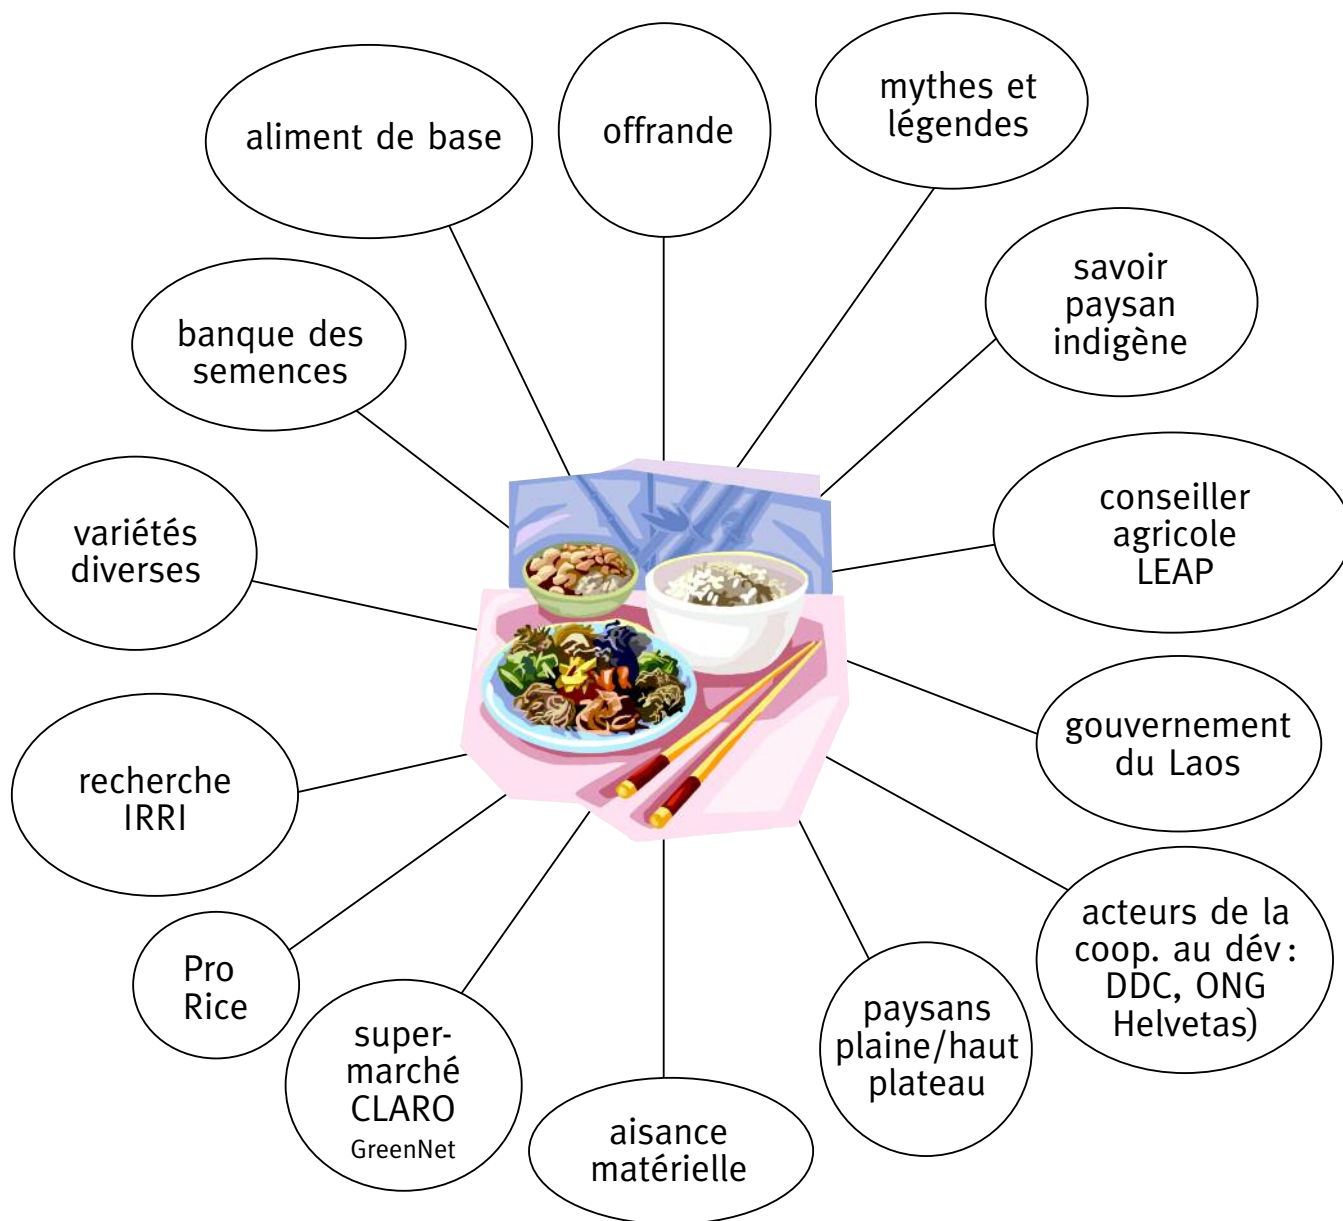 aliment de base
offrande
mythes et
légendes
savoir
paysan
indigène
banque des
semences
conseiller
agricole
LEAP
variétés
diverses
gouvernement
du Laos
recherche
IRRI
acteurs de la
coop. au dév :
DDC, ONG
Helvetas)
Pro
Rice
paysans
plaine/haut
plateau
super-
marché
CLARO
GreenNet
aisance
matérielle